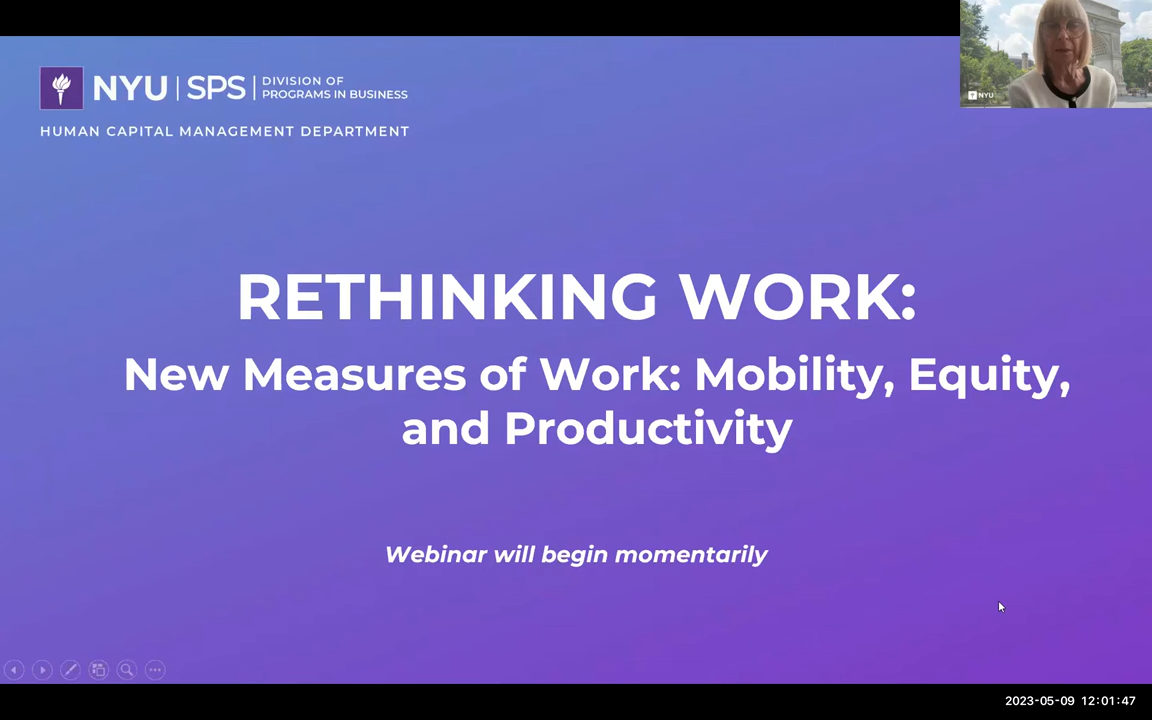 NYU | SPS | DIVISION OF
PROGRAMS IN BUSINESS
HUMAN CAPITAL MANAGEMENT DEPARTMENT
NYU
RETHINKING WORK:
New Measures of Work: Mobility, Equity,
and Productivity
Webinar will begin momentarily
2023-05-09 12:01:47